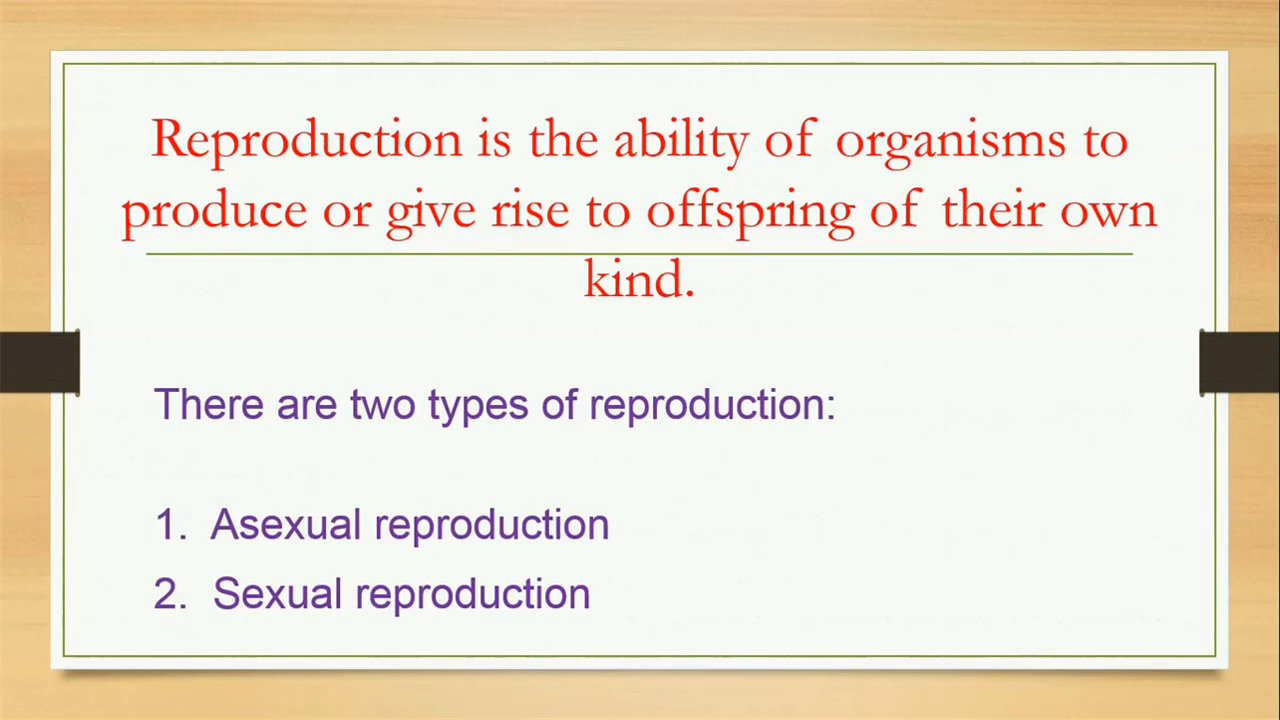 Reproduction is the ability of organisms to
produce or give rise to offspring of their own
kind.
There are two types of reproduction:
1. Asexual reproduction
2. Sexual reproduction